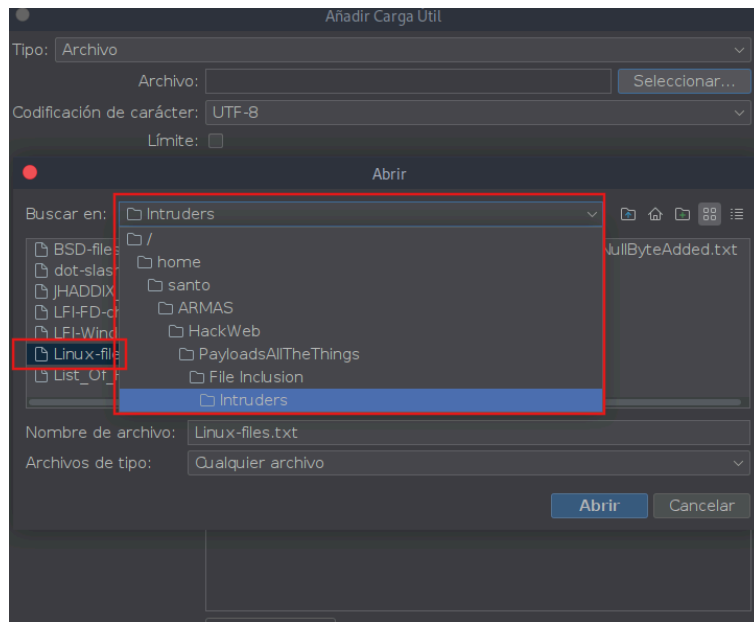 Añadir Carga Útil
Tipo: Archivo
Archivo: Seleccionar...
Codificación de carácter: UTF-8
Límite:
Abrir
Buscar en: Intruders
/
home
santo
ARMAS
HackWeb
PayloadsAllTheThings
File Inclusion
Intruders
BSD-files
NullByteAdded.txt
dot-slas
JHADDIX
LFI-FD-ch
LFI-Wind
Linux-file
List_Of_
Nombre de archivo: Linux-files.txt
Archivos de tipo: Cualquier archivo
Abrir Cancelar